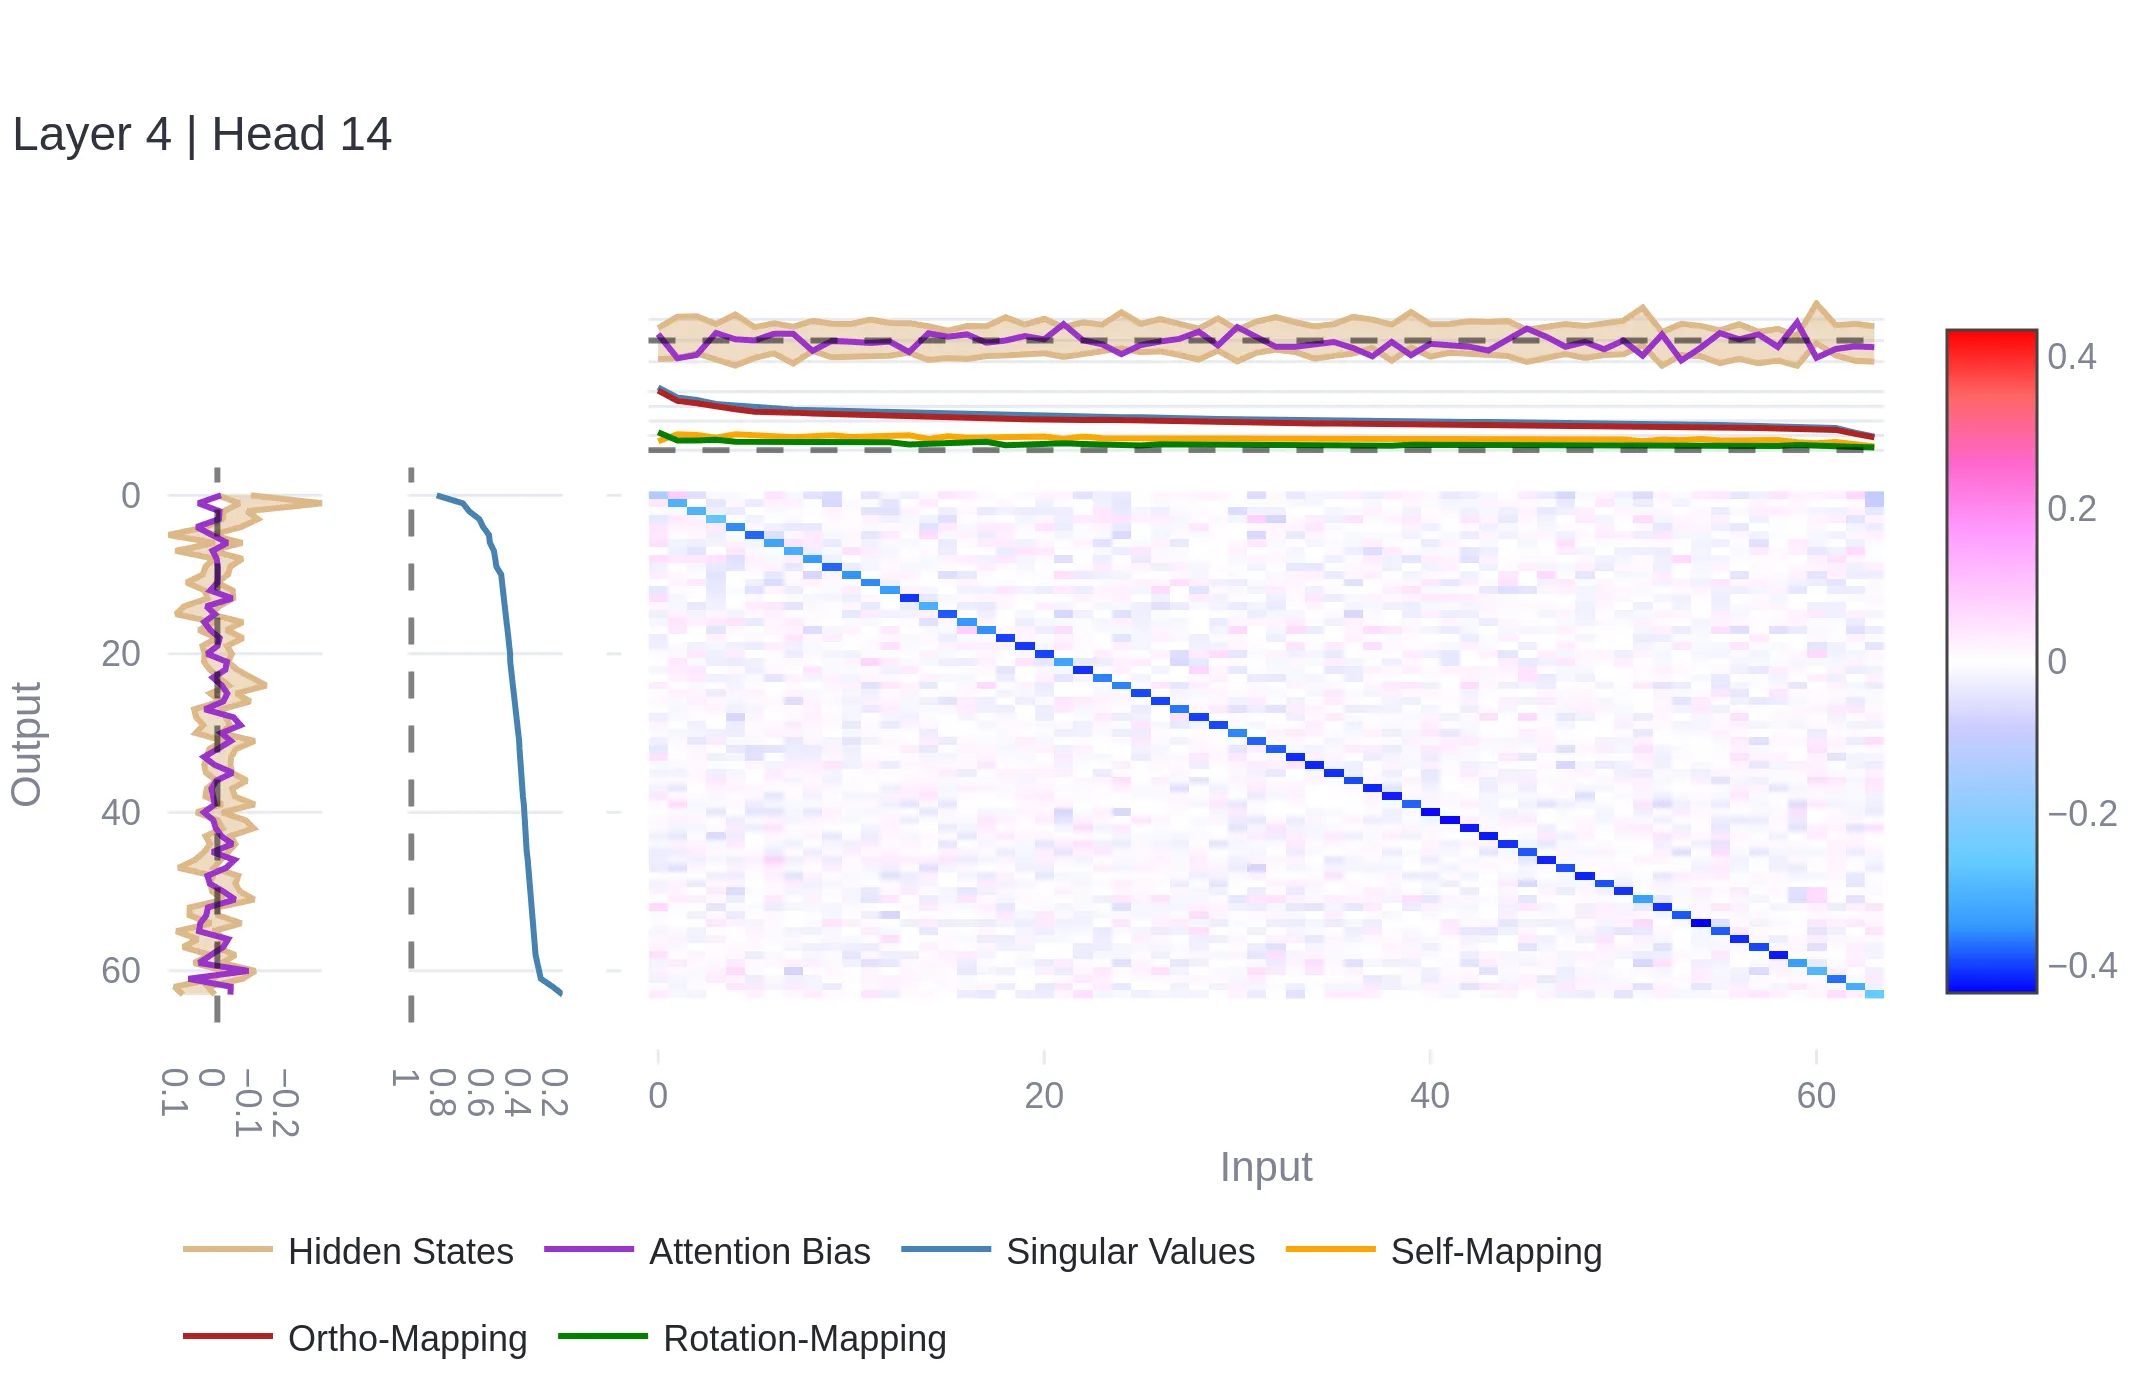 Layer 4 | Head 14
0
20
40
60
Output
0.1
0
−0.1
−0.2
1
0.8
0.6
0.4
0.2
0
20
40
60
Input
0.4
0.2
0
−0.2
−0.4
Hidden States
Attention Bias
Singular Values
Self-Mapping
Ortho-Mapping
Rotation-Mapping